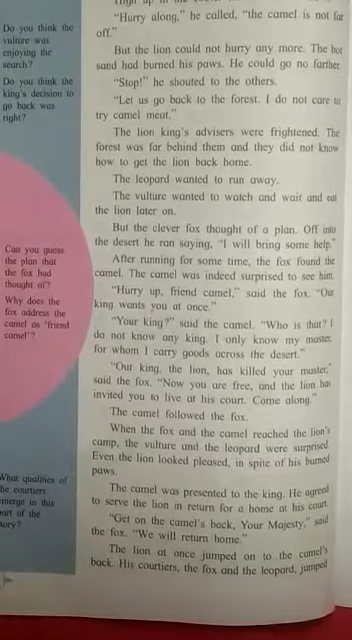 "Hurry along," he called, "the camel is not far
off."
But the lion could not hurry any more. The hot
sand had burned his paws. He could go no farther.
"Stop!" he shouted to the others.
"Let us go back to the forest. I do not care to
try camel meat."
The lion king's advisers were frightened. The
forest was far behind them and they did not know
how to get the lion back home.
The leopard wanted to run away.
The vulture wanted to watch and wait and eat
the lion later on.
But the clever fox thought of a plan. Off into
the desert he ran saying, "I will bring some help."
After running for some time, the fox found the
camel. The camel was indeed surprised to see him.
"Hurry up, friend camel," said the fox. "Our
king wants you at once."
"Your king?" said the camel. "Who is that? I
do not know any king. I only know my master,
for whom I carry goods across the desert."
"Our king, the lion, has killed your master,"
said the fox. "Now you are free, and the lion has
invited you to live at his court. Come along."
The camel followed the fox.
When the fox and the camel reached the lion's
camp, the vulture and the leopard were surprised.
Even the lion looked pleased, in spite of his burned
paws.
The camel was presented to the king. He agreed
to serve the lion in return for a home at his court.
"Get on the camel's back, Your Majesty," said
the fox. "We will return home."
The lion at once jumped on to the camel's
back. His courtiers, the fox and the leopard, jumped
Do you think the
vulture was
enjoying the
search?
Do you think the
king's decision to
go back was
right?
Can you guess
the plan that
the fox had
thought of?
Why does the
fox address the
camel as 'friend
camel'?
What qualities of
the courtiers
emerge in this
part of the
story?